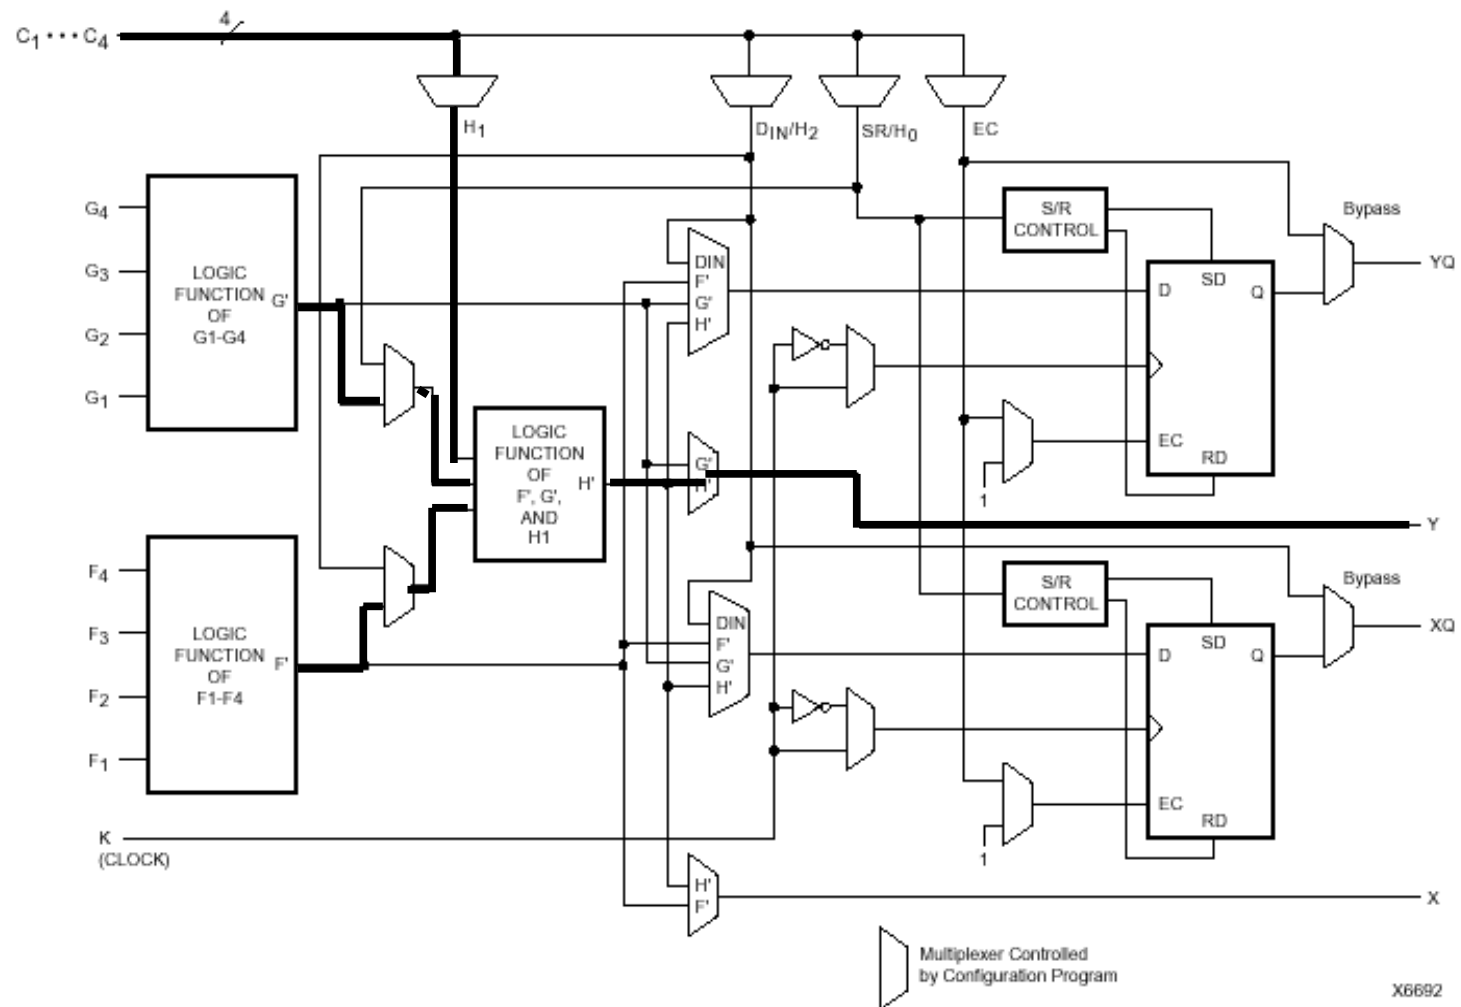 C1 • • • C4
4
H1
DIN/H2
SR/H0
EC
G4
G3
G2
G1
LOGIC
FUNCTION
OF
G1-G4
G'
DIN
F'
G'
H'
S/R
CONTROL
Bypass
YQ
D
SD
Q
EC
RD
1
LOGIC
FUNCTION
OF
F', G',
AND
H1
H'
G'
H'
Y
F4
F3
F2
F1
LOGIC
FUNCTION
OF
F1-F4
F'
DIN
F'
G'
H'
S/R
CONTROL
Bypass
XQ
D
SD
Q
EC
RD
1
K
(CLOCK)
H'
F'
X
Multiplexer Controlled
by Configuration Program
X6692